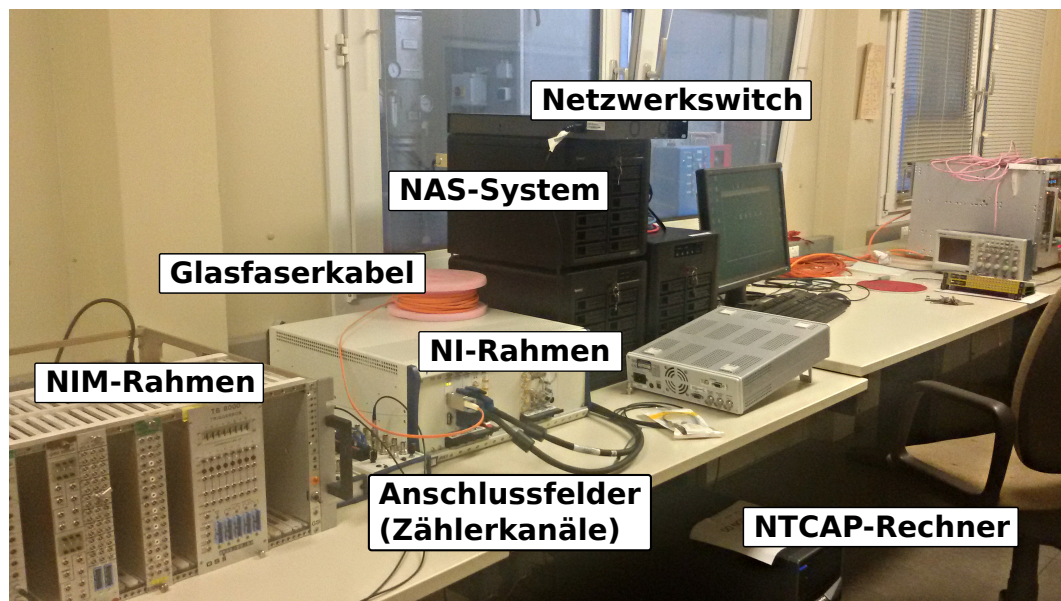 Netzwerkswitch
NAS-System
Glasfaserkabel
NI-Rahmen
NIM-Rahmen
Anschlussfelder
(Zählerkanäle)
NTCAP-Rechner